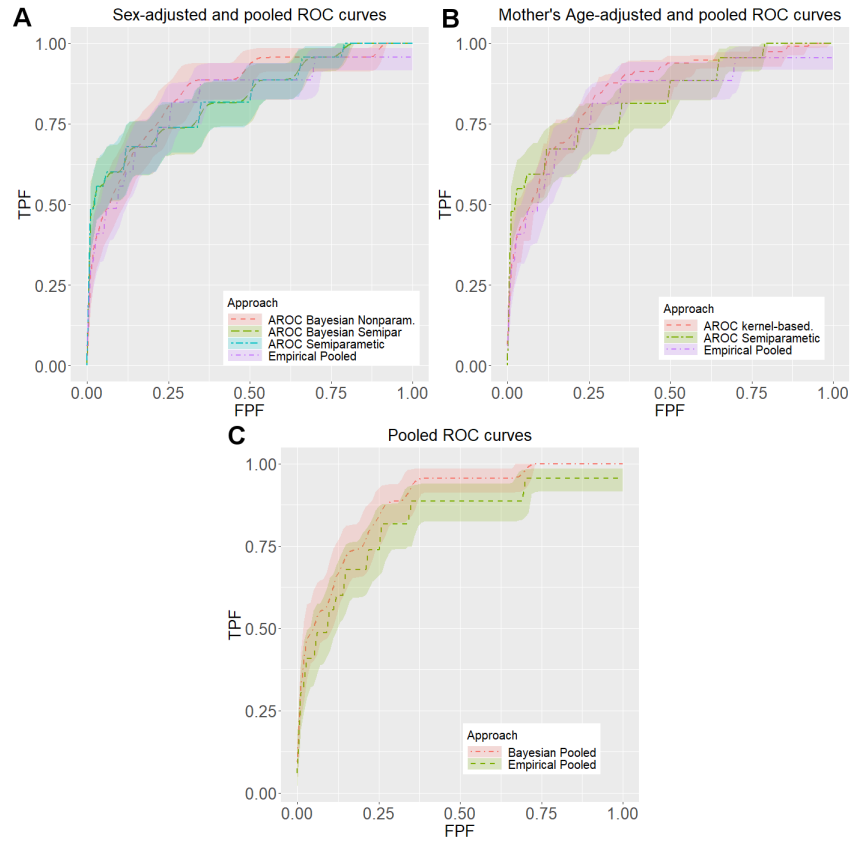 A
Sex-adjusted and pooled ROC curves
1.00
0.75
0.50
0.25
0.00
TPF
Approach
AROC Bayesian Nonparam.
AROC Bayesian Semipar
AROC Semiparametic
Empirical Pooled
0.00 0.25 0.50 0.75 1.00
FPF
B
Mother's Age-adjusted and pooled ROC curves
1.00
0.75
0.50
0.25
0.00
TPF
Approach
AROC kernel-based.
AROC Semiparametic
Empirical Pooled
0.00 0.25 0.50 0.75 1.00
FPF
C
Pooled ROC curves
1.00
0.75
0.50
0.25
0.00
TPF
Approach
Bayesian Pooled
Empirical Pooled
0.00 0.25 0.50 0.75 1.00
FPF